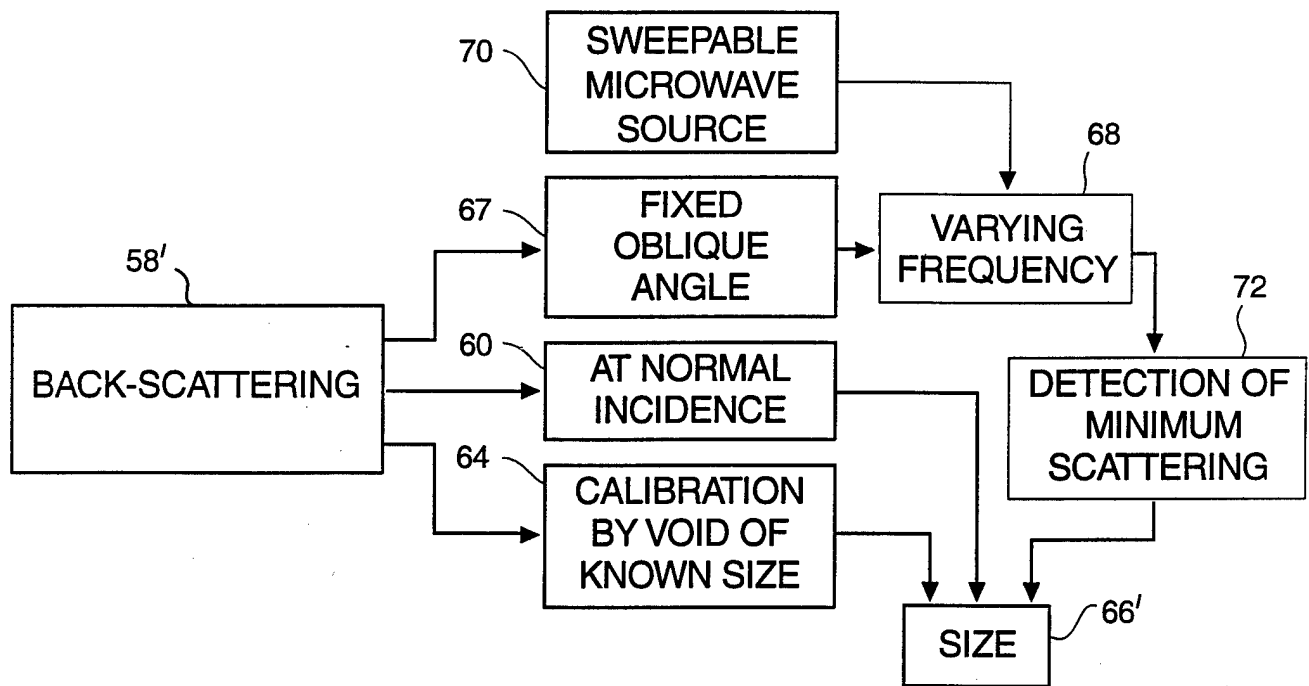 70
SWEEPABLE
MICROWAVE
SOURCE
68
67
FIXED
OBLIQUE
ANGLE
VARYING
FREQUENCY
58'
BACK-SCATTERING
72
60
AT NORMAL
INCIDENCE
DETECTION OF
MINIMUM
SCATTERING
64
CALIBRATION
BY VOID OF
KNOWN SIZE
SIZE
66'